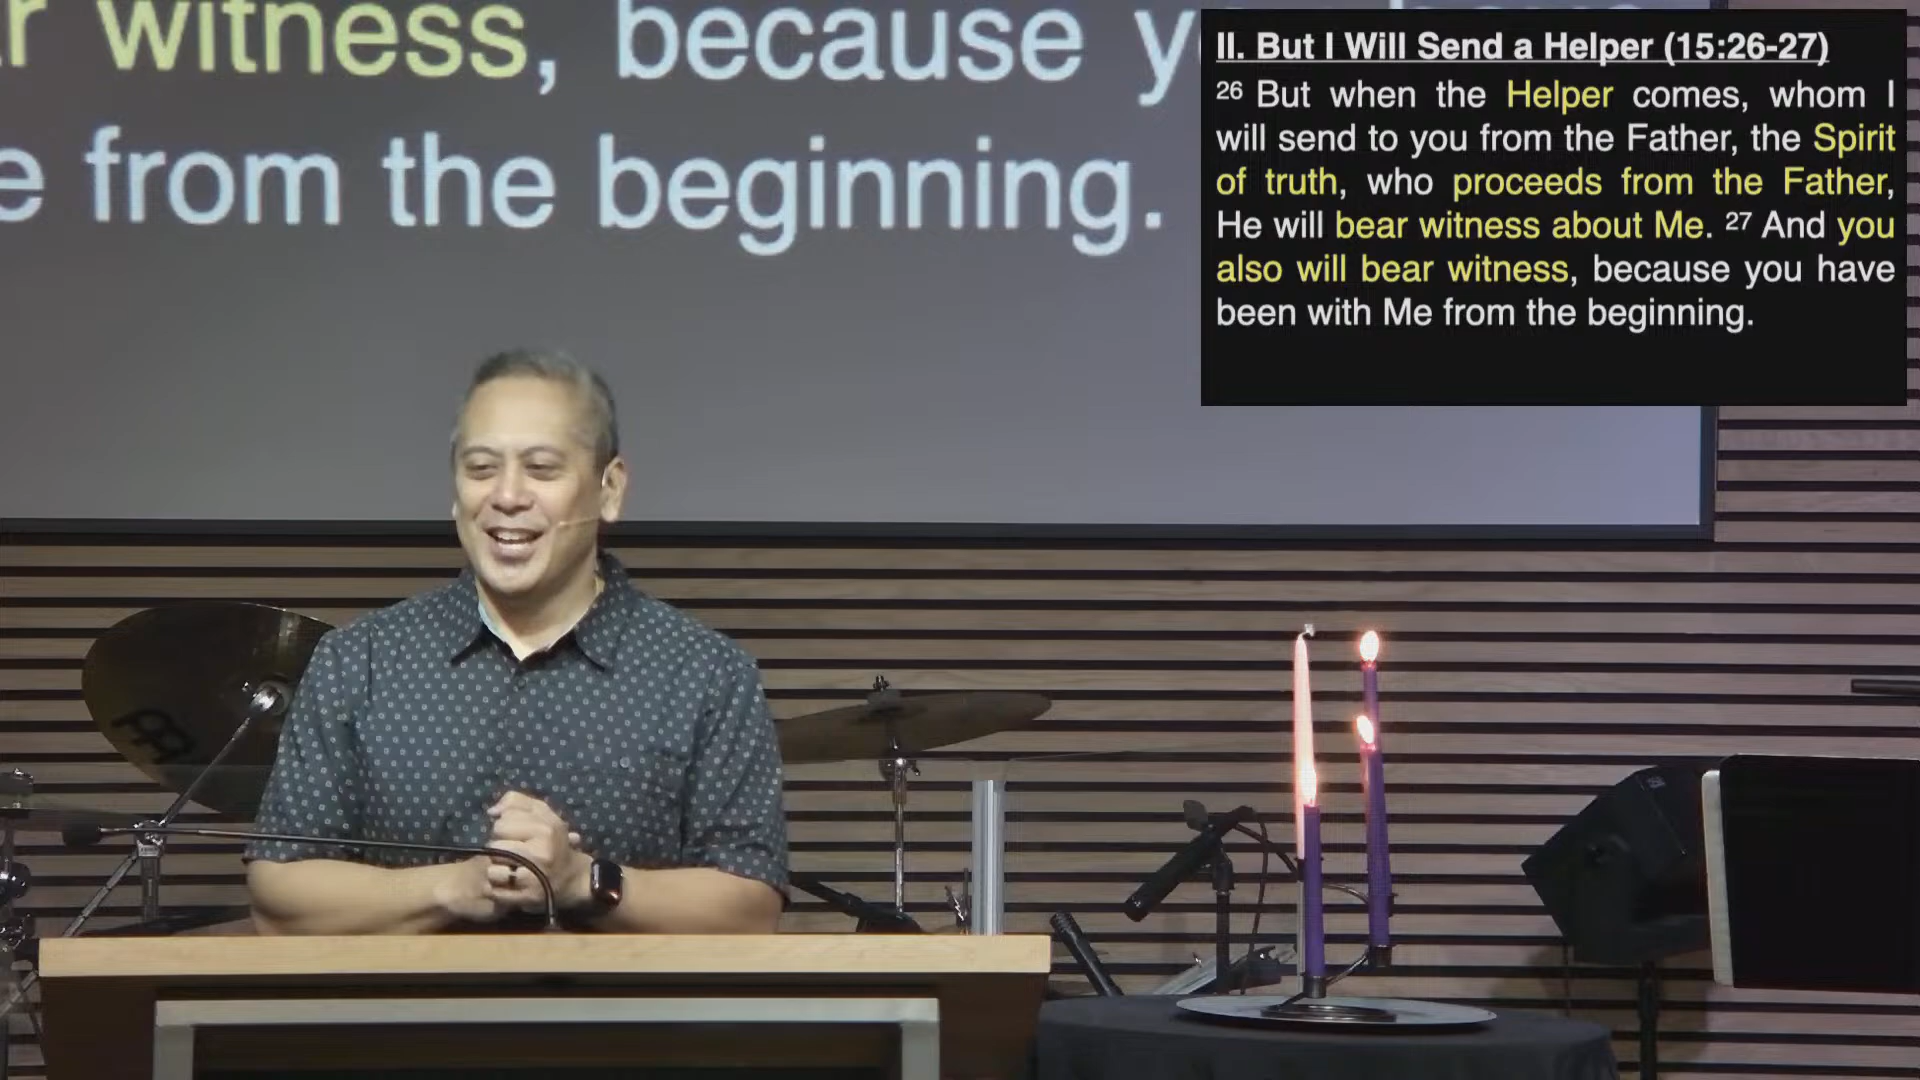 witness, because
from the beginning.
II. But I Will Send a Helper (15:26-27)
26 But when the Helper comes, whom I
will send to you from the Father, the Spirit
of truth, who proceeds from the Father,
He will bear witness about Me. 27 And you
also will bear witness, because you have
been with Me from the beginning.